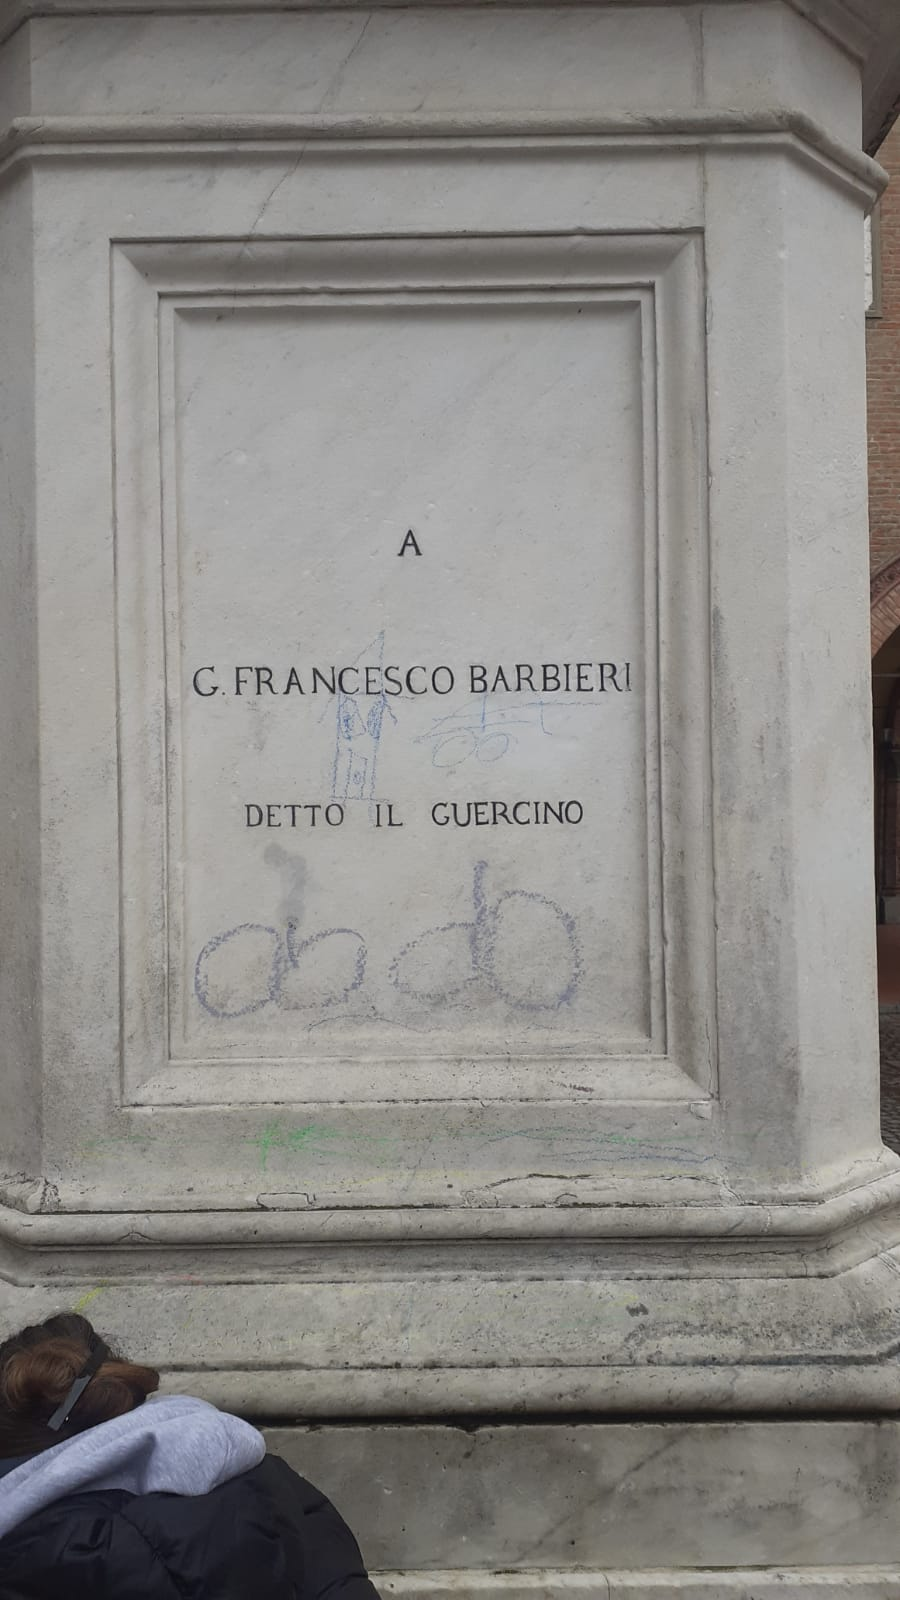 A
G. FRANCESCO BARBIERI
DETTO IL GUERCINO